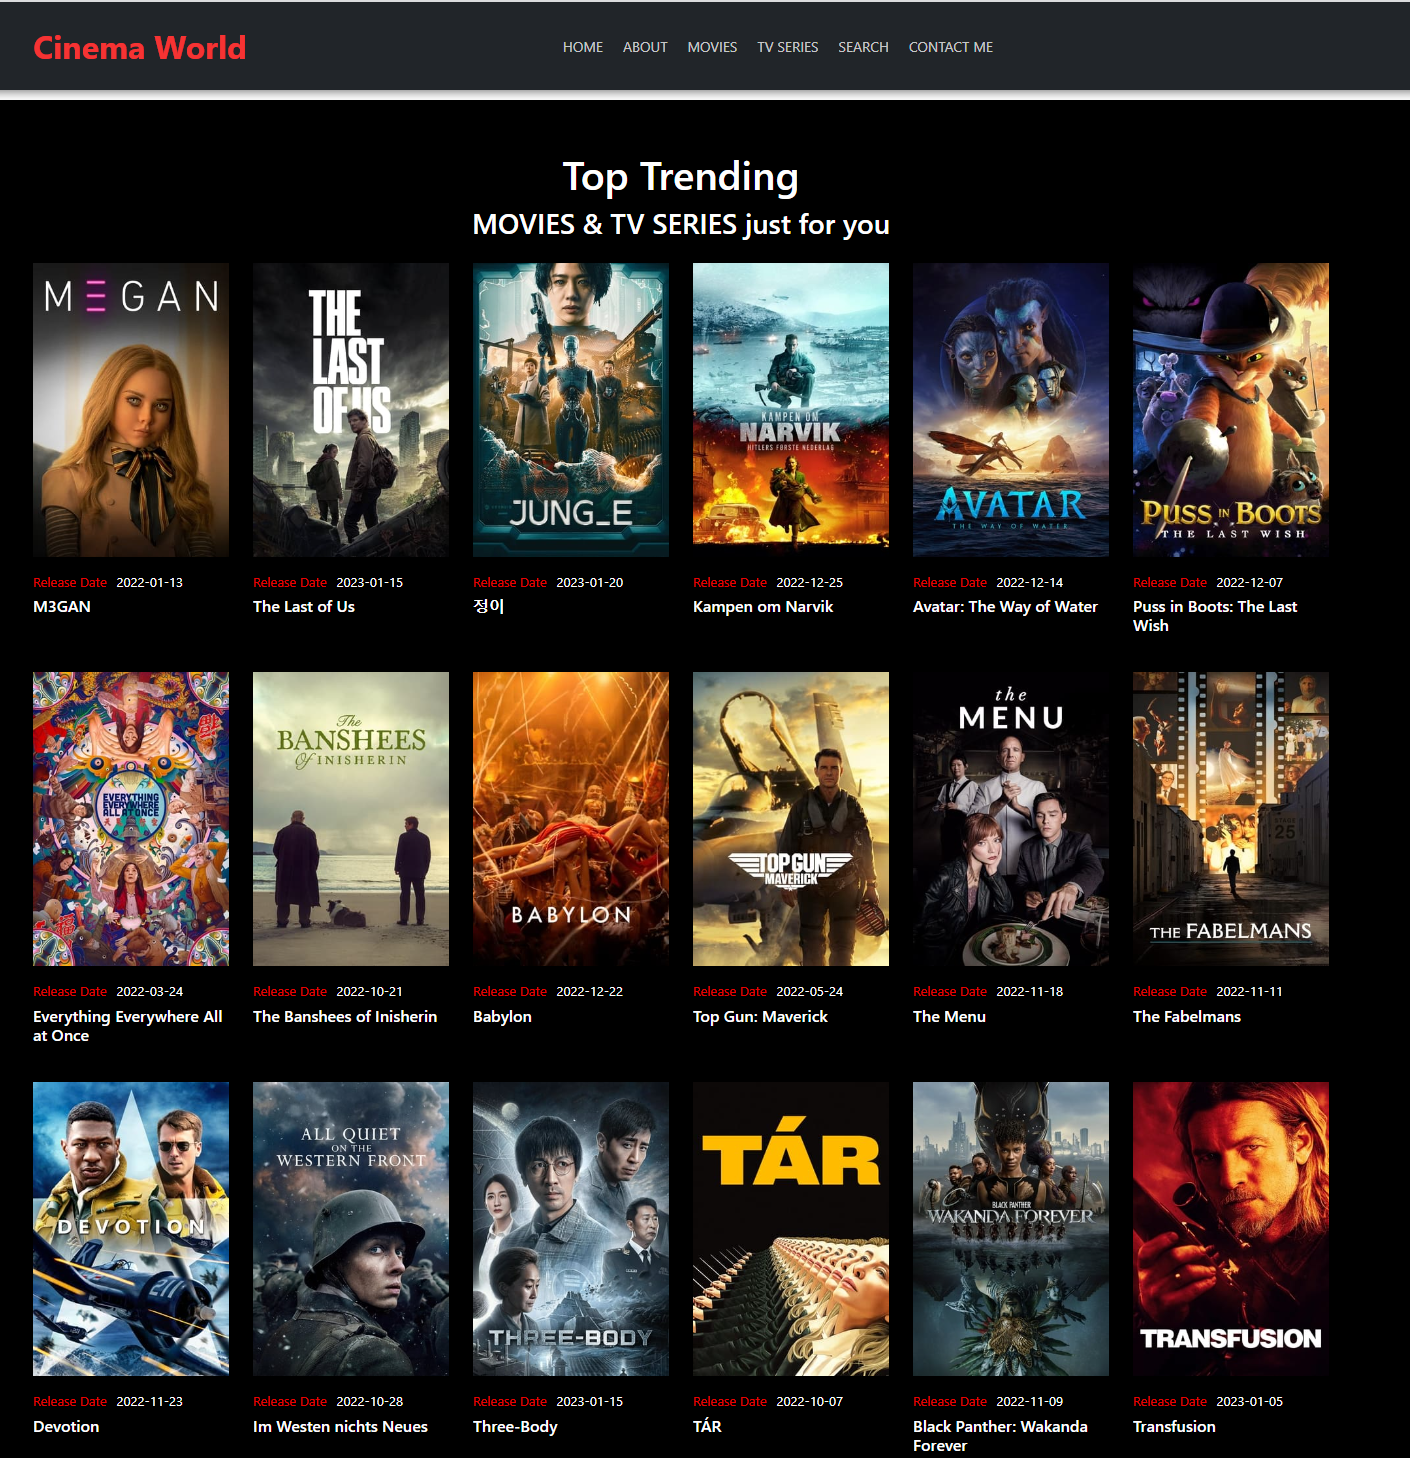 Cinema World
HOME
ABOUT
MOVIES
TV SERIES
SEARCH
CONTACT ME
Top Trending
MOVIES & TV SERIES just for you
MEGAN
THE
LAST
OF US
JUNG_E
KAMPEN OM
NARVIK
HITLERS FØRSTE NEDERLAG
AVATAR
THE WAY OF WATER
PUSS IN BOOTS
THE LAST WISH
Release Date 2022-01-13
M3GAN
Release Date 2023-01-15
The Last of Us
Release Date 2023-01-20
정이
Release Date 2022-12-25
Kampen om Narvik
Release Date 2022-12-14
Avatar: The Way of Water
Release Date 2022-12-07
Puss in Boots: The Last
Wish
EVERYTHING
EVERYWHERE
ALL AT ONCE
The
BANSHEES
Of INISHERIN
BABYLON
TOP GUN
MAVERICK
the
MENU
STAGE
25
THE FABELMANS
Release Date 2022-03-24
Everything Everywhere All
at Once
Release Date 2022-10-21
The Banshees of Inisherin
Release Date 2022-12-22
Babylon
Release Date 2022-05-24
Top Gun: Maverick
Release Date 2022-11-18
The Menu
Release Date 2022-11-11
The Fabelmans
DEVOTION
ALL QUIET
ON THE
WESTERN FRONT
THREE-BODY
TÁR
BLACK PANTHER
WAKANDA FOREVER
TRANSFUSION
Release Date 2022-11-23
Devotion
Release Date 2022-10-28
Im Westen nichts Neues
Release Date 2023-01-15
Three-Body
Release Date 2022-10-07
TÁR
Release Date 2022-11-09
Black Panther: Wakanda
Forever
Release Date 2023-01-05
Transfusion